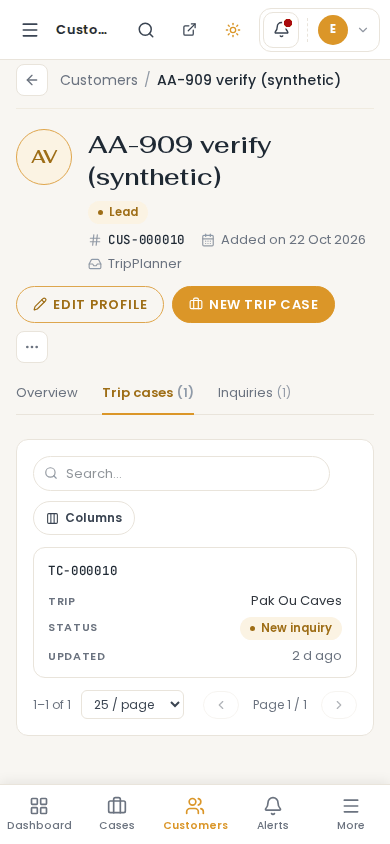 Custo...
E
Customers / AA-909 verify (synthetic)
AV
AA-909 verify
(synthetic)
Lead
# CUS-000010 Added on 22 Oct 2026
TripPlanner
EDIT PROFILE
NEW TRIP CASE
...
Overview Trip cases (1) Inquiries (1)
Search...
Columns
TC-000010
TRIP Pak Ou Caves
STATUS New inquiry
UPDATED 2 d ago
1–1 of 1 25 / page Page 1 / 1
Dashboard Cases Customers Alerts More